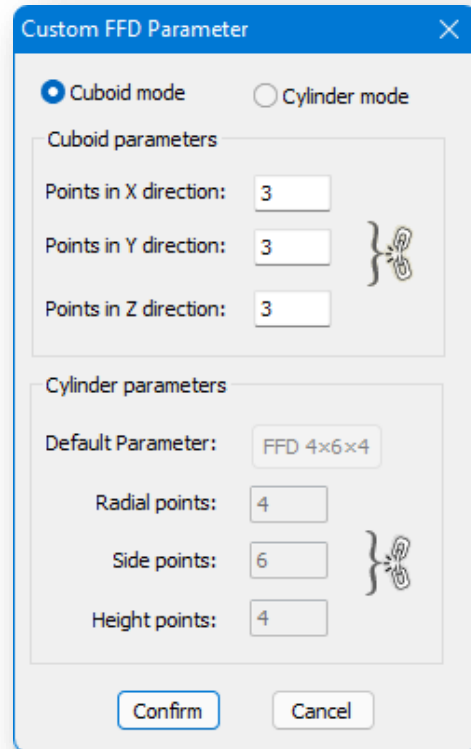 Custom FFD Parameter
Cuboid mode Cylinder mode
Cuboid parameters
Points in X direction: 3
Points in Y direction: 3
Points in Z direction: 3
Cylinder parameters
Default Parameter: FFD 4×6×4
Radial points: 4
Side points: 6
Height points: 4
Confirm Cancel